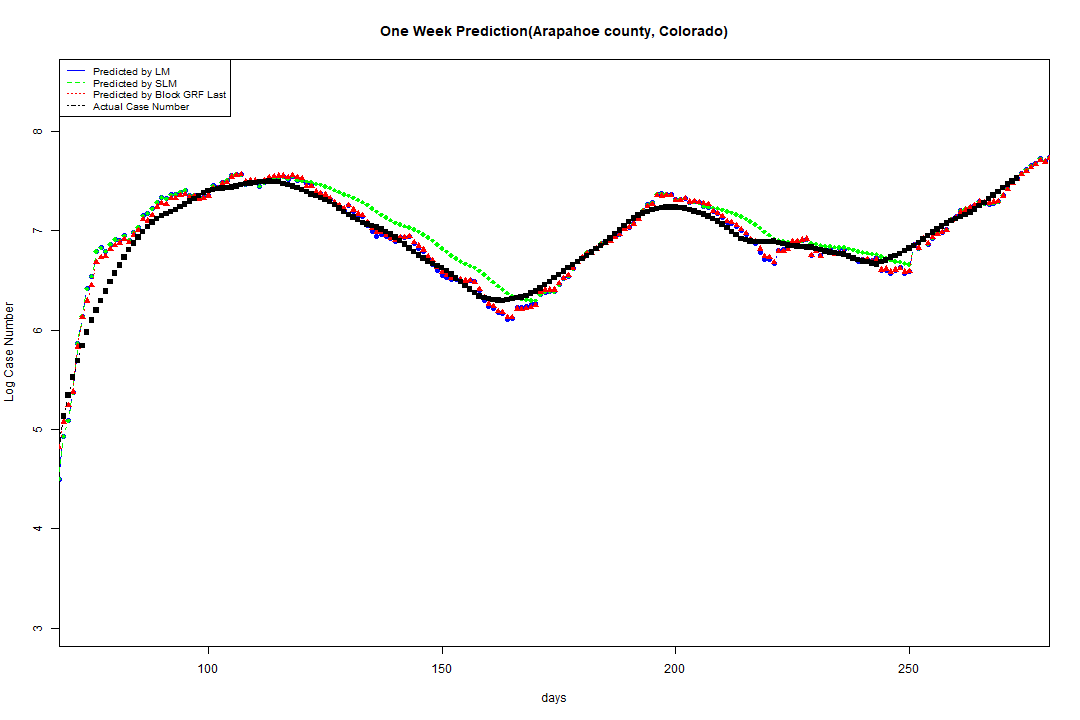 One Week Prediction(Arapahoe county, Colorado)
Predicted by LM
Predicted by SLM
Predicted by Block GRF Last
Actual Case Number
8
7
6
5
4
3
Log Case Number
100 150 200 250
days